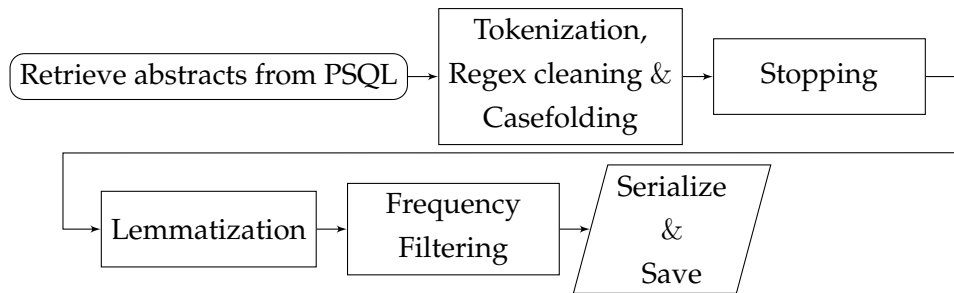 Retrieve abstracts from PSQL
Tokenization,
Regex cleaning &
Casefolding
Stopping
Lemmatization
Frequency
Filtering
Serialize
&
Save